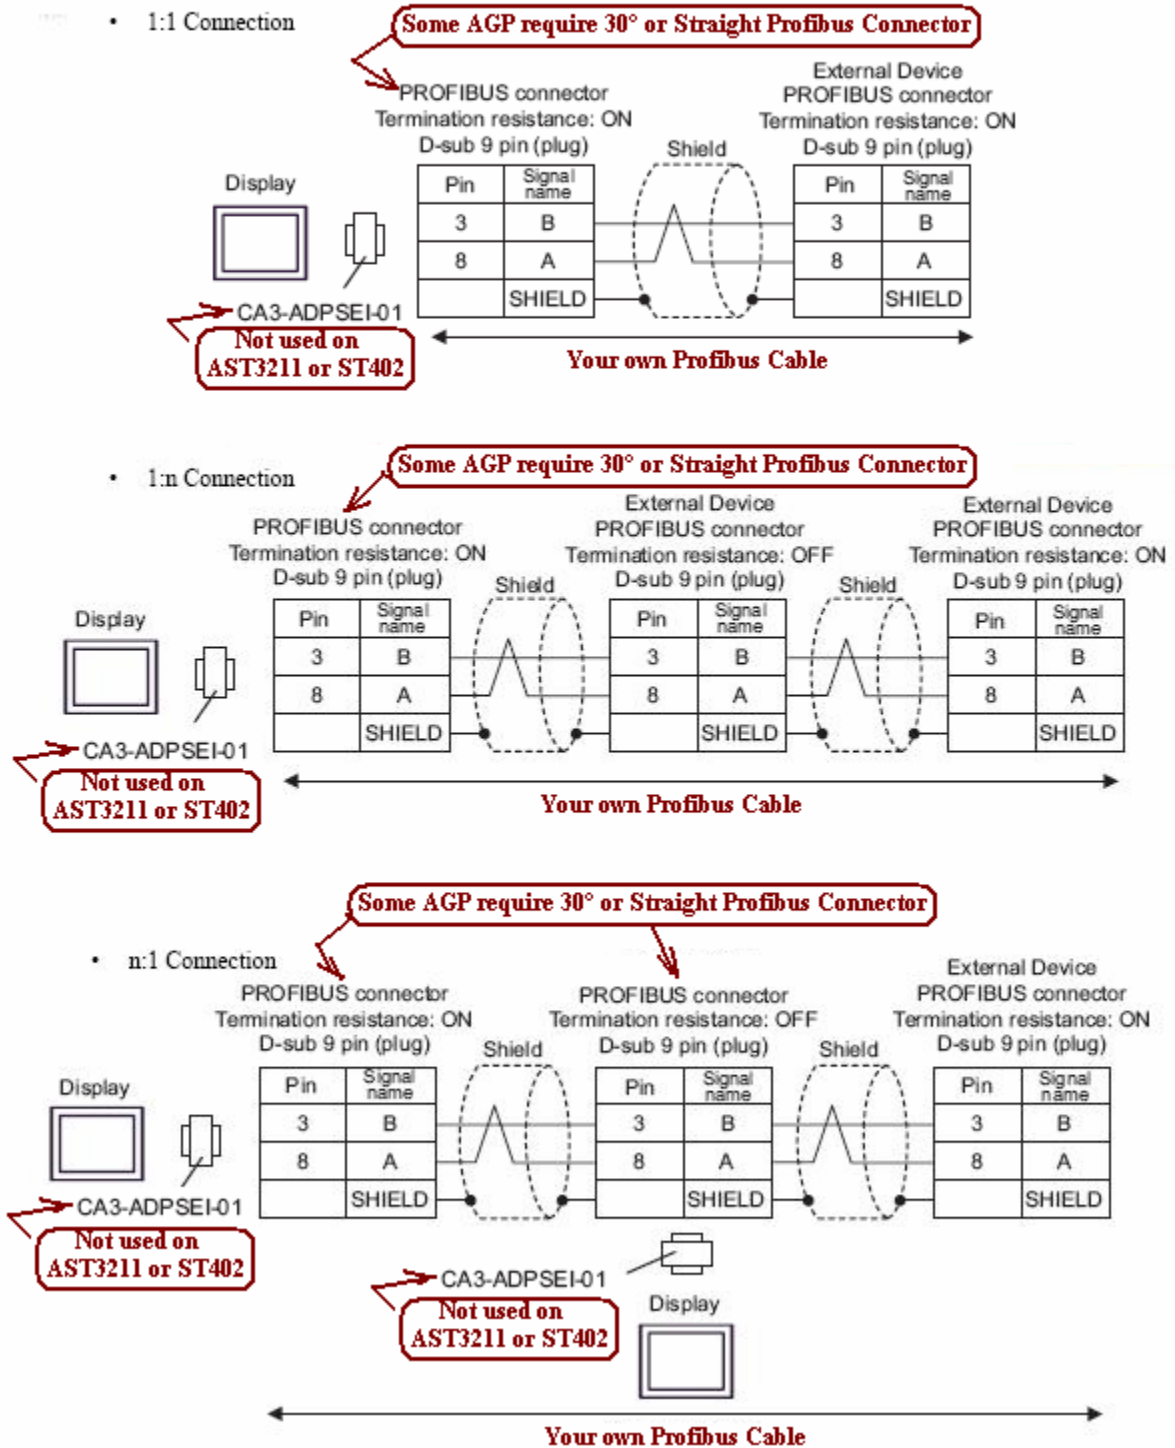 • 1:1 Connection
Some AGP require 30° or Straight Profibus Connector
PROFIBUS connector
Termination resistance: ON
D-sub 9 pin (plug)
External Device
PROFIBUS connector
Termination resistance: ON
D-sub 9 pin (plug)
Shield
Display
Pin Signal name
3 B
8 A
SHIELD
Pin Signal name
3 B
8 A
SHIELD
CA3-ADPSEI-01
Not used on
AST3211 or ST402
Your own Profibus Cable
• 1:n Connection
Some AGP require 30° or Straight Profibus Connector
PROFIBUS connector
Termination resistance: ON
D-sub 9 pin (plug)
External Device
PROFIBUS connector
Termination resistance: OFF
D-sub 9 pin (plug)
External Device
PROFIBUS connector
Termination resistance: ON
D-sub 9 pin (plug)
Shield
Shield
Display
Pin Signal name
3 B
8 A
SHIELD
Pin Signal name
3 B
8 A
SHIELD
Pin Signal name
3 B
8 A
SHIELD
CA3-ADPSEI-01
Not used on
AST3211 or ST402
Your own Profibus Cable
Some AGP require 30° or Straight Profibus Connector
• n:1 Connection
PROFIBUS connector
Termination resistance: ON
D-sub 9 pin (plug)
PROFIBUS connector
Termination resistance: OFF
D-sub 9 pin (plug)
External Device
PROFIBUS connector
Termination resistance: ON
D-sub 9 pin (plug)
Shield
Shield
Display
Pin Signal name
3 B
8 A
SHIELD
Pin Signal name
3 B
8 A
SHIELD
Pin Signal name
3 B
8 A
SHIELD
CA3-ADPSEI-01
Not used on
AST3211 or ST402
CA3-ADPSEI-01
Not used on
AST3211 or ST402
Display
Your own Profibus Cable